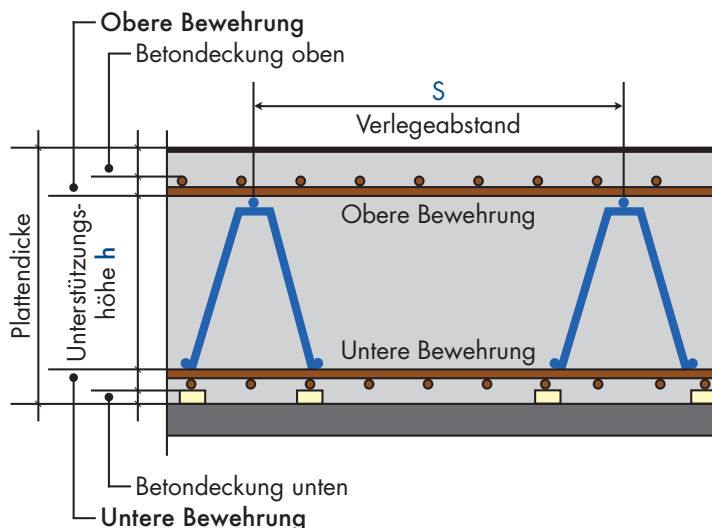 Obere Bewehrung
Betondeckung oben
S
Verlegeabstand
Obere Bewehrung
Plattendicke
Unterstützungs-
höhe h
Untere Bewehrung
Betondeckung unten
Untere Bewehrung